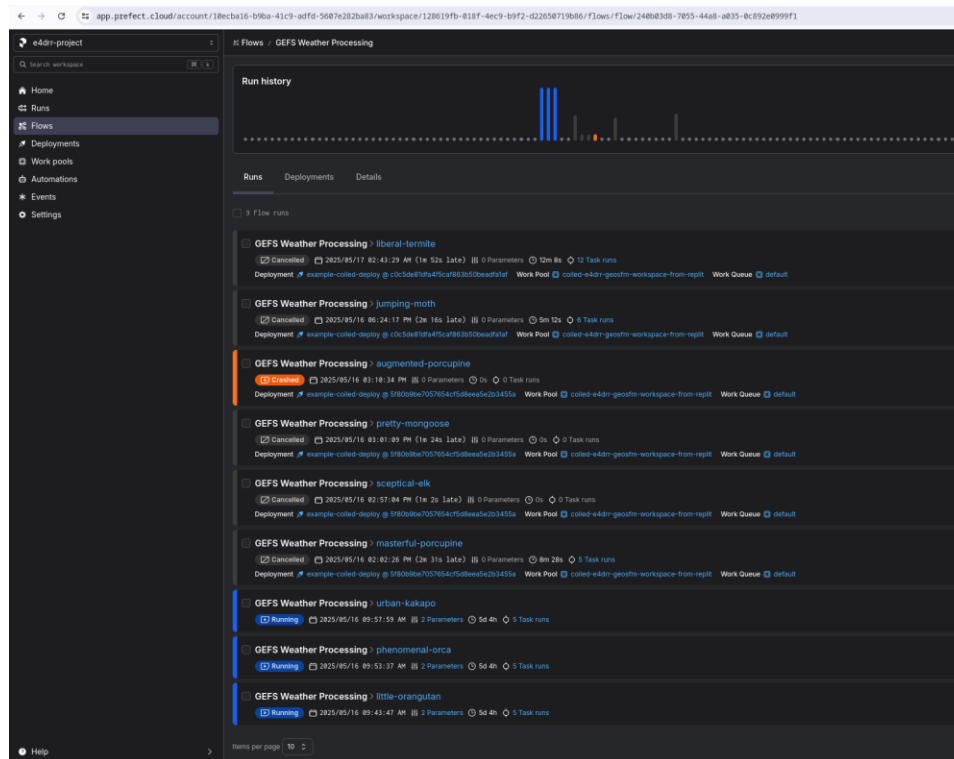 app.prefect.cloud/account/10ecba16-b9ba-41c9-adfd-5607e282ba83/workspace/128619fb-018f-4ec9-b9f2-d22650719b86/flows/flow/240b03d8-7055-44a8-a035-0c892e0999f1
e4drr-project
Flows / GEFS Weather Processing
Search workspace
⌘ k
Home
Runs
Flows
Deployments
Work pools
Automations
Events
Settings
Run history
Runs Deployments Details
9 Flow runs
GEFS Weather Processing > liberal-termite
Cancelled 2025/05/17 02:43:29 AM (1m 52s late) 0 Parameters 12m 8s 12 Task runs
Deployment example-coiled-deploy @ c0c5de81dfa4f5caf863b50beadfa1af Work Pool coiled-e4drr-geosfm-workspace-from-replit Work Queue default
GEFS Weather Processing > jumping-moth
Cancelled 2025/05/16 06:24:17 PM (2m 16s late) 0 Parameters 5m 12s 6 Task runs
Deployment example-coiled-deploy @ c0c5de81dfa4f5caf863b50beadfa1af Work Pool coiled-e4drr-geosfm-workspace-from-replit Work Queue default
GEFS Weather Processing > augmented-porcupine
Crashed 2025/05/16 03:10:34 PM 0 Parameters 0s 0 Task runs
Deployment example-coiled-deploy @ 5f80b9be7057654cf5d8eea5e2b3455a Work Pool coiled-e4drr-geosfm-workspace-from-replit Work Queue default
GEFS Weather Processing > pretty-mongoose
Cancelled 2025/05/16 03:01:09 PM (1m 24s late) 0 Parameters 0s 0 Task runs
Deployment example-coiled-deploy @ 5f80b9be7057654cf5d8eea5e2b3455a Work Pool coiled-e4drr-geosfm-workspace-from-replit Work Queue default
GEFS Weather Processing > sceptical-elk
Cancelled 2025/05/16 02:57:04 PM (1m 2s late) 0 Parameters 0s 0 Task runs
Deployment example-coiled-deploy @ 5f80b9be7057654cf5d8eea5e2b3455a Work Pool coiled-e4drr-geosfm-workspace-from-replit Work Queue default
GEFS Weather Processing > masterful-porcupine
Cancelled 2025/05/16 02:02:26 PM (2m 31s late) 0 Parameters 8m 28s 5 Task runs
Deployment example-coiled-deploy @ 5f80b9be7057654cf5d8eea5e2b3455a Work Pool coiled-e4drr-geosfm-workspace-from-replit Work Queue default
GEFS Weather Processing > urban-kakapo
Running 2025/05/16 09:57:59 AM 2 Parameters 5d 4h 5 Task runs
GEFS Weather Processing > phenomenal-orca
Running 2025/05/16 09:53:37 AM 2 Parameters 5d 4h 5 Task runs
GEFS Weather Processing > little-orangutan
Running 2025/05/16 09:43:47 AM 2 Parameters 5d 4h 5 Task runs
Help
Items per page 10